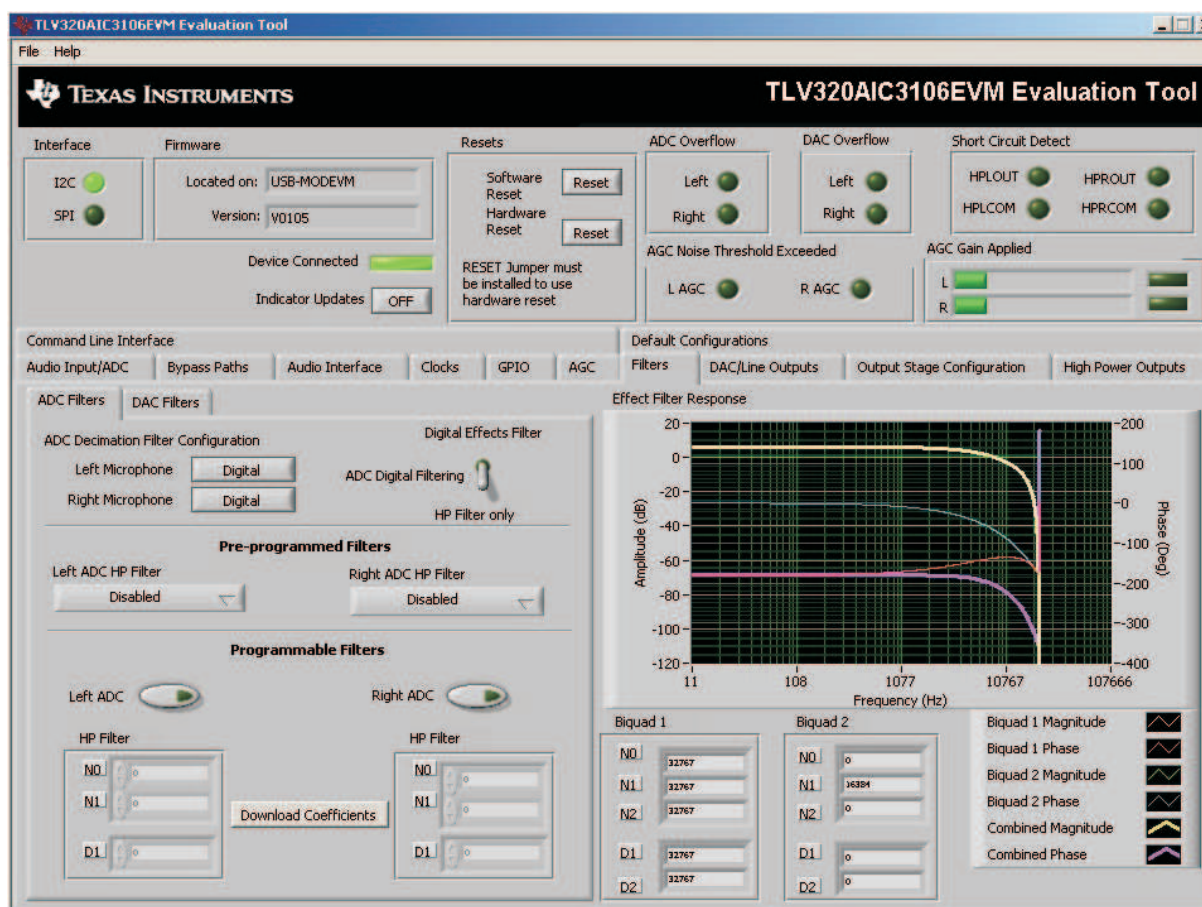 TLV320AIC3106EVM Evaluation Tool
File Help
TEXAS INSTRUMENTS
TLV320AIC3106EVM Evaluation Tool
Interface
I2C
SPI
Firmware
Located on: USB-MODEVM
Version: V0105
Device Connected
Indicator Updates OFF
Resets
Software Reset Reset
Hardware Reset Reset
RESET Jumper must
be installed to use
hardware reset
ADC Overflow
Left
Right
DAC Overflow
Left
Right
Short Circuit Detect
HPLOUT HPROUT
HPLCOM HPRCOM
AGC Noise Threshold Exceeded
L AGC R AGC
AGC Gain Applied
L
R
Command Line Interface Default Configurations
Audio Input/ADC Bypass Paths Audio Interface Clocks GPIO AGC Filters DAC/Line Outputs Output Stage Configuration High Power Outputs
ADC Filters DAC Filters
ADC Decimation Filter Configuration
Left Microphone Digital
Right Microphone Digital
Digital Effects Filter
ADC Digital Filtering
HP Filter only
Pre-programmed Filters
Left ADC HP Filter Right ADC HP Filter
Disabled Disabled
Programmable Filters
Left ADC Right ADC
HP Filter HP Filter
N0 0 N0 0
N1 0 N1 0
Download Coefficients
D1 0 D1 0
Effect Filter Response
Amplitude (dB)
20
0
-20
-40
-60
-80
-100
-120
11 108 1077 10767 107666
Frequency (Hz)
-200
-100
-0
--100
--200
--300
--400
Phase (Deg)
Biquad 1
N0 32767
N1 32767
N2 32767
D1 32767
D2 32767
Biquad 2
N0 0
N1 16384
N2 0
D1 0
D2 0
Biquad 1 Magnitude
Biquad 1 Phase
Biquad 2 Magnitude
Biquad 2 Phase
Combined Magnitude
Combined Phase